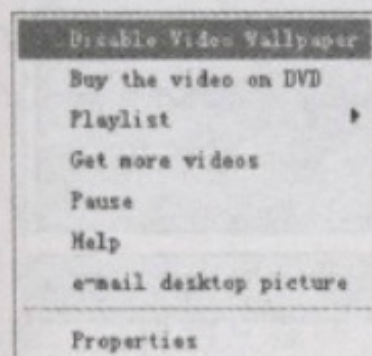 Disable Video Wallpaper
Buy the video on DVD
Playlist
Get more videos
Pause
Help
e-mail desktop picture
Properties